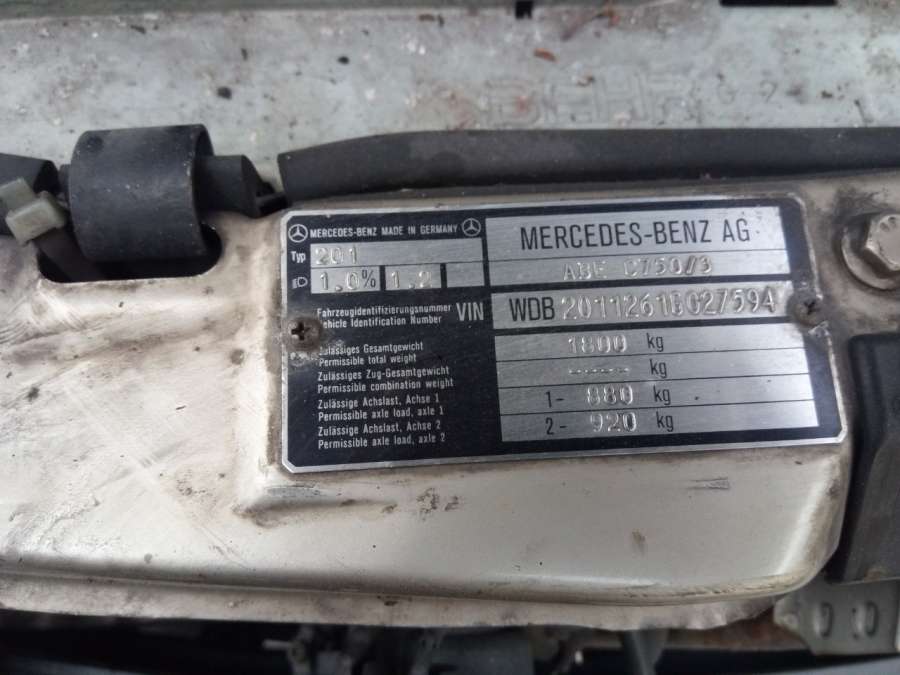 BEHR
MERCEDES-BENZ MADE IN GERMANY
Typ 201
1.0% 1.2
MERCEDES-BENZ AG
ABE C750/3
Fahrzeugidentifizierungsnummer
Vehicle Identification Number
VIN
WDB 2011261G027594
Zulässiges Gesamtgewicht
Permissible total weight
1800 kg
Zulässiges Zug-Gesamtgewicht
Permissible combination weight
---- kg
Zulässige Achslast, Achse 1
Permissible axle load, axle 1
1- 880 kg
Zulässige Achslast, Achse 2
Permissible axle load, axle 2
2- 920 kg